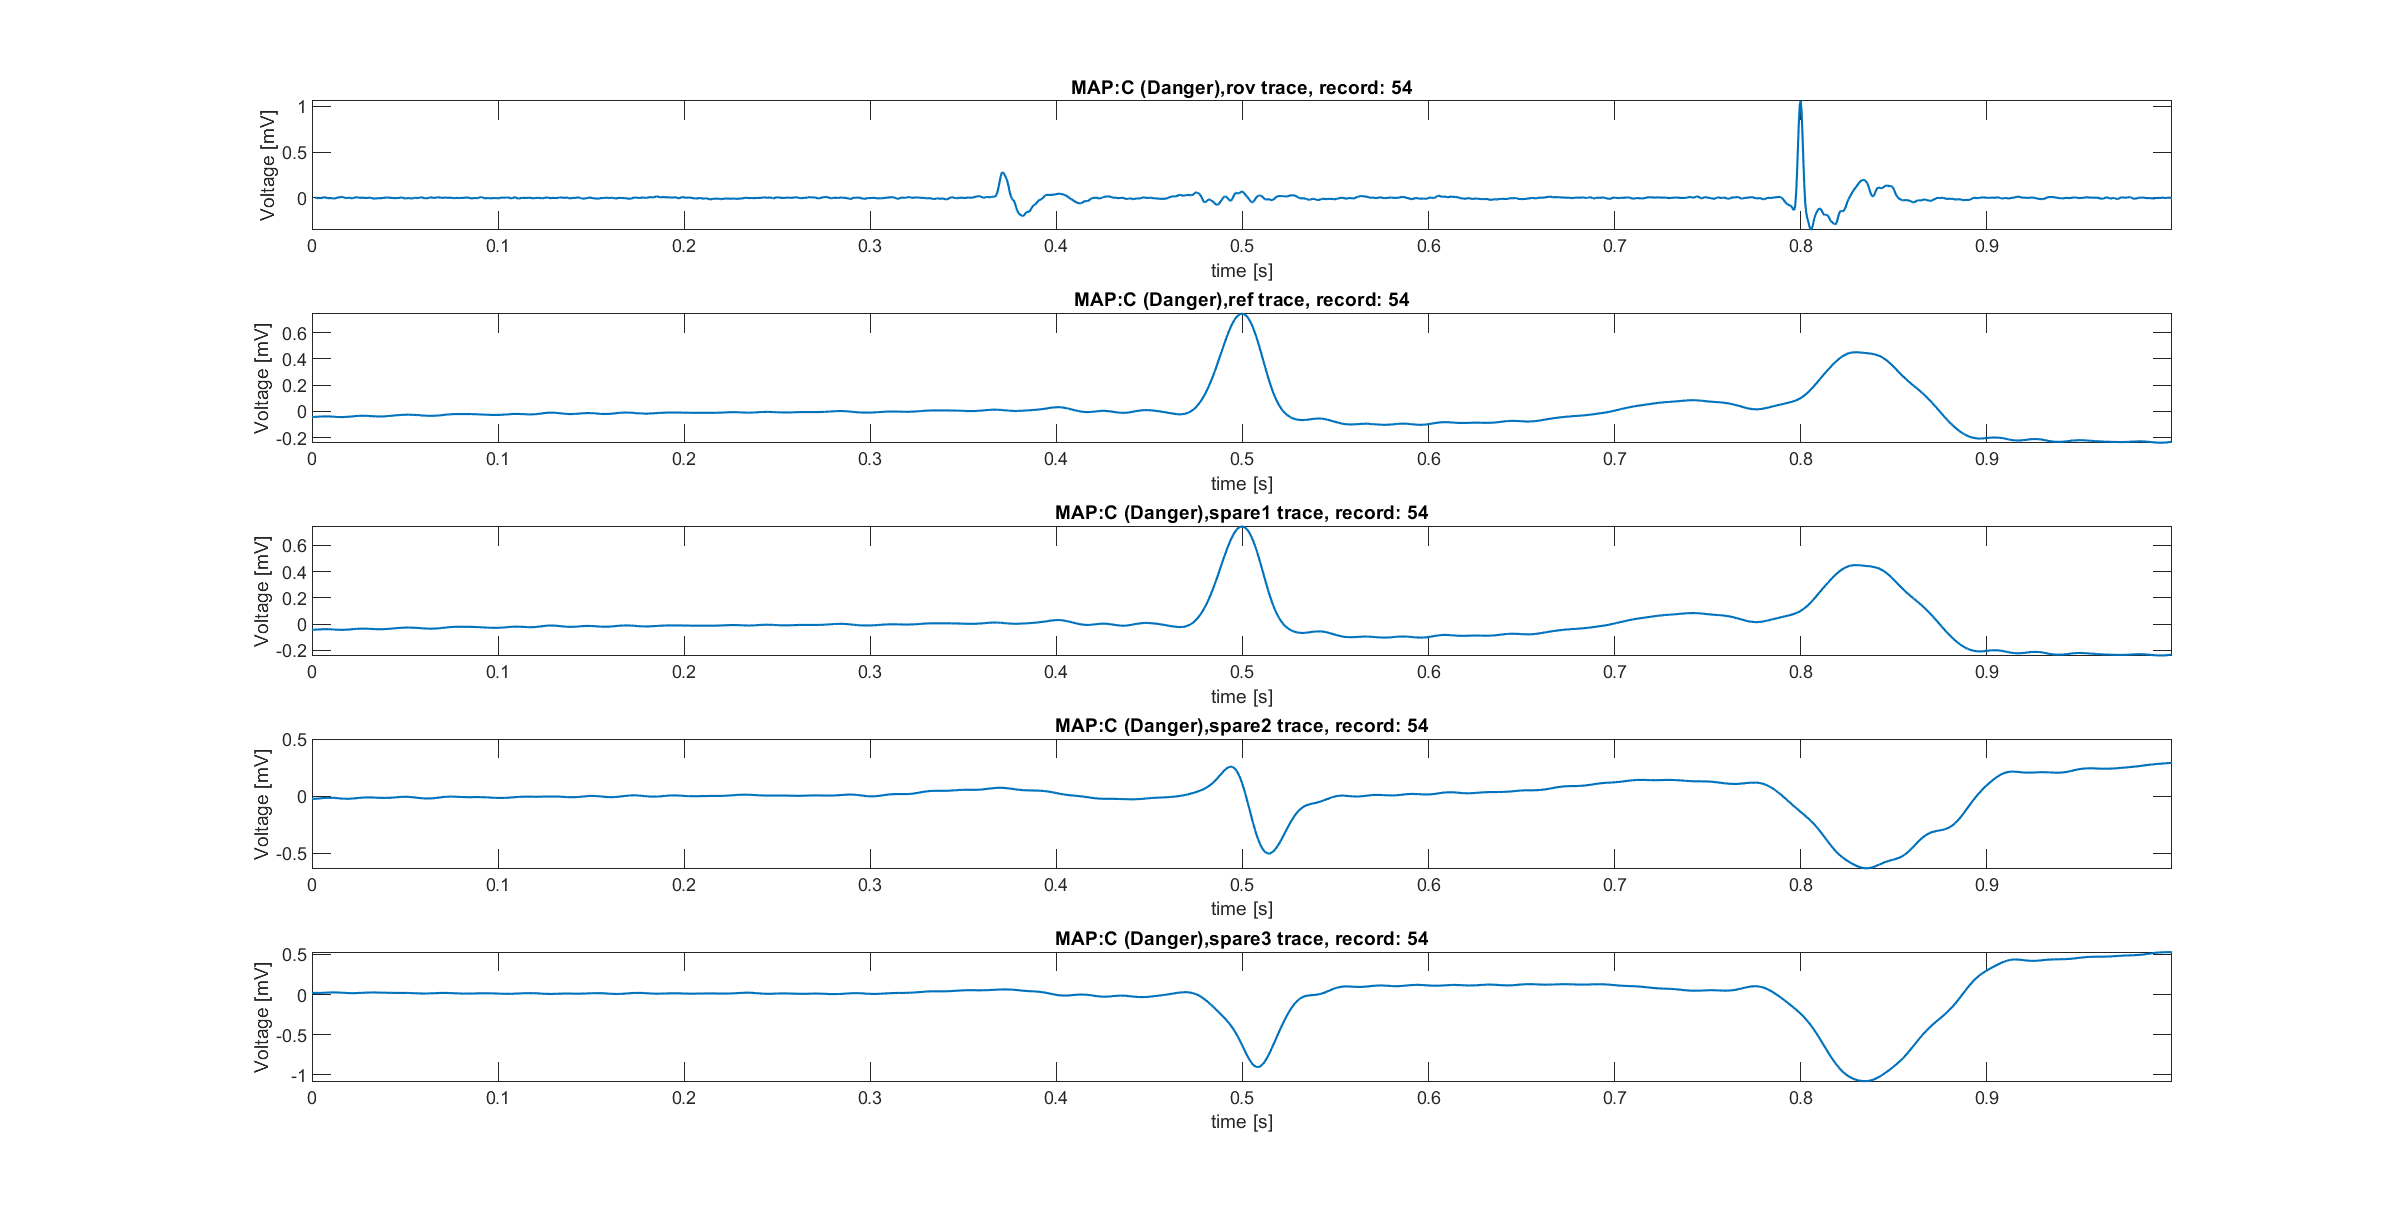 MAP:C (Danger),rov trace, record: 54
Voltage [mV]
1
0.5
0
0 0.1 0.2 0.3 0.4 0.5 0.6 0.7 0.8 0.9
time [s]
MAP:C (Danger),ref trace, record: 54
Voltage [mV]
0.6
0.4
0.2
0
-0.2
0 0.1 0.2 0.3 0.4 0.5 0.6 0.7 0.8 0.9
time [s]
MAP:C (Danger),spare1 trace, record: 54
Voltage [mV]
0.6
0.4
0.2
0
-0.2
0 0.1 0.2 0.3 0.4 0.5 0.6 0.7 0.8 0.9
time [s]
MAP:C (Danger),spare2 trace, record: 54
Voltage [mV]
0.5
0
-0.5
0 0.1 0.2 0.3 0.4 0.5 0.6 0.7 0.8 0.9
time [s]
MAP:C (Danger),spare3 trace, record: 54
Voltage [mV]
0.5
0
-0.5
-1
0 0.1 0.2 0.3 0.4 0.5 0.6 0.7 0.8 0.9
time [s]